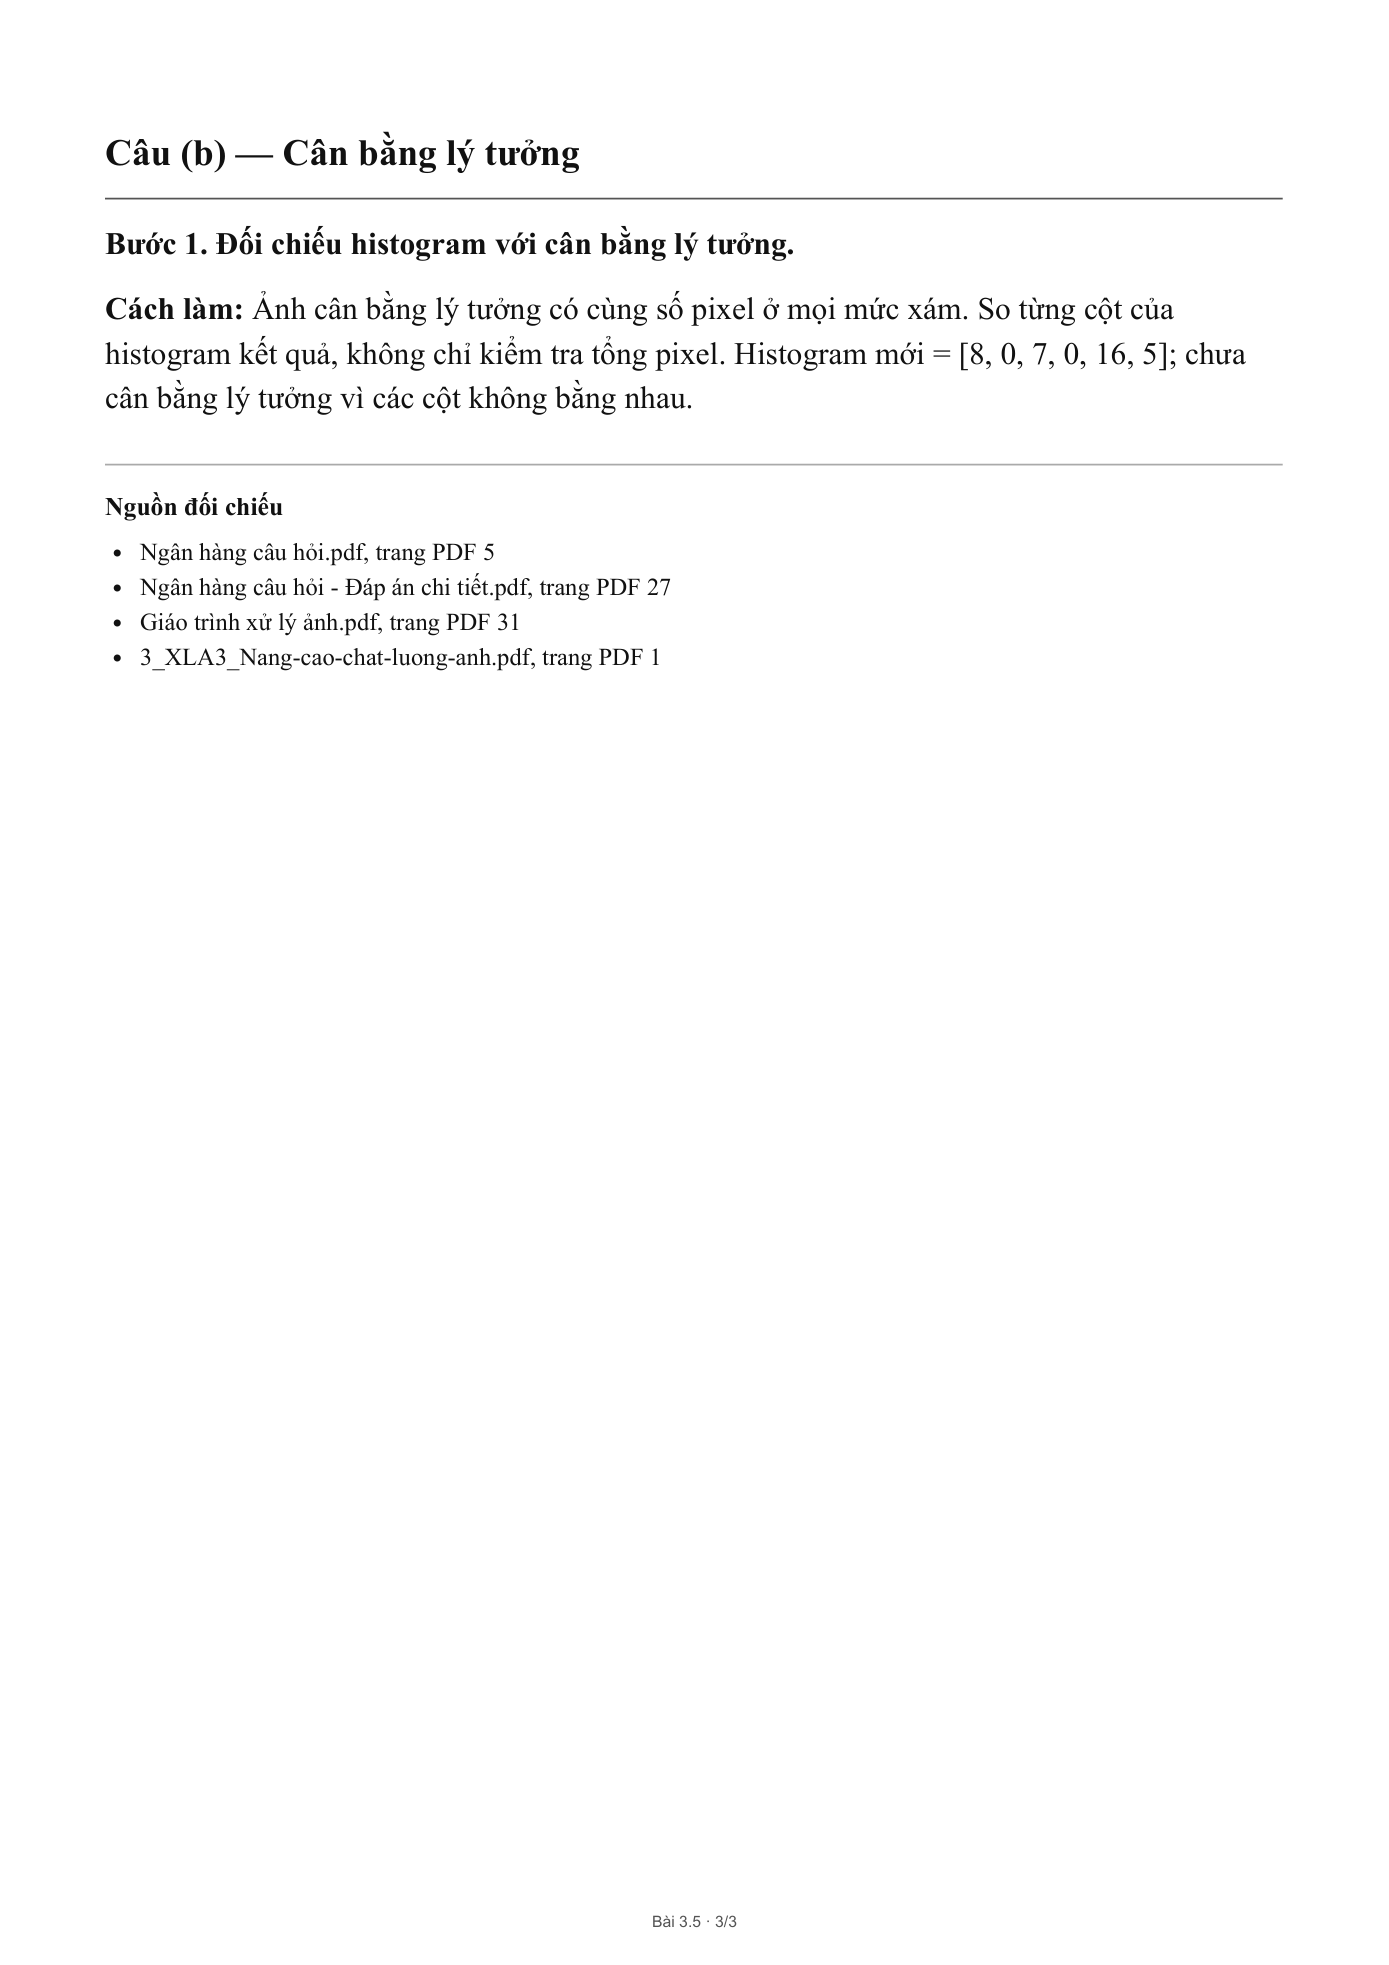 Câu (b) — Cân bằng lý tưởng
Bước 1. Đối chiếu histogram với cân bằng lý tưởng.
Cách làm: Ảnh cân bằng lý tưởng có cùng số pixel ở mọi mức xám. So từng cột của
histogram kết quả, không chỉ kiểm tra tổng pixel. Histogram mới = [8, 0, 7, 0, 16, 5]; chưa
cân bằng lý tưởng vì các cột không bằng nhau.
Nguồn đối chiếu
• Ngân hàng câu hỏi.pdf, trang PDF 5
• Ngân hàng câu hỏi - Đáp án chi tiết.pdf, trang PDF 27
• Giáo trình xử lý ảnh.pdf, trang PDF 31
• 3_XLA3_Nang-cao-chat-luong-anh.pdf, trang PDF 1
Bài 3.5 · 3/3